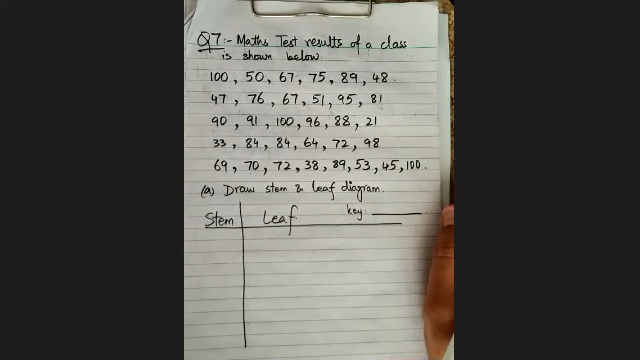 Q7:- Maths Test results of a class
is shown below
100, 50, 67, 75, 89, 48.
47, 76, 67, 51, 95, 81
90, 91, 100, 96, 88, 21
33, 84, 84, 64, 72, 98
69, 70, 72, 38, 89, 53, 45, 100.
(a) Draw stem & leaf diagram.
Stem Leaf key: ______